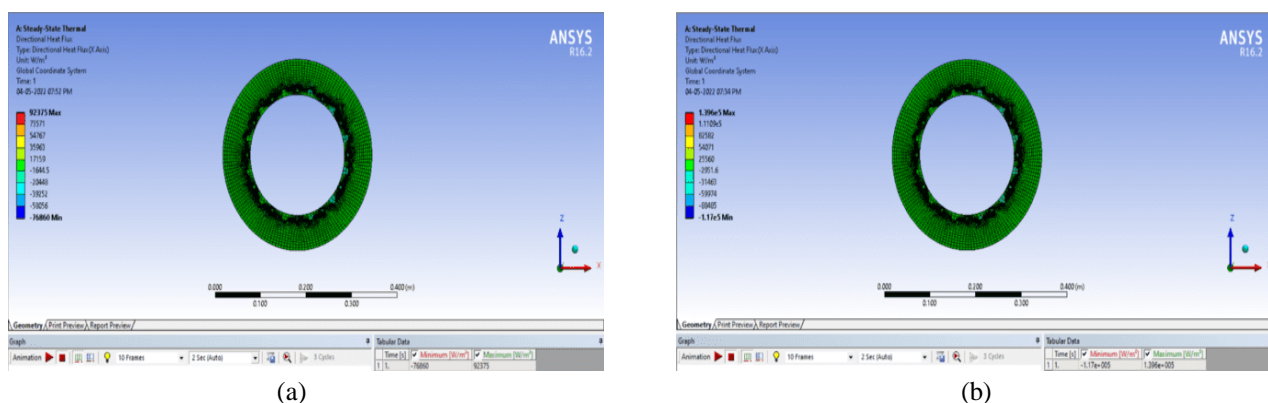 A: Steady-State Thermal
Directional Heat Flux
Type: Directional Heat Flux(X Axis)
Unit: W/m²
Global Coordinate System
Time: 1
04-05-2022 07:52 PM
92375 Max
73571
54767
35963
17159
-1644.5
-20448
-39252
-58056
-76860 Min
ANSYS
R16.2
Z
X
0.000
0.200
0.400 (m)
0.100
0.300
Geometry Print Preview Report Preview
Graph
Animation
10 Frames
2 Sec (Auto)
3 Cycles
Tabular Data
Time [s] Minimum [W/m²] Maximum [W/m²]
1 1. -76860 92375
(a)
A: Steady-State Thermal
Directional Heat Flux
Type: Directional Heat Flux(X Axis)
Unit: W/m²
Global Coordinate System
Time: 1
04-05-2022 07:34 PM
1.396e5 Max
1.1109e5
82582
54071
25560
-2951.6
-31463
-59974
-88485
-1.17e5 Min
ANSYS
R16.2
Z
X
0.000
0.200
0.400 (m)
0.100
0.300
Geometry Print Preview Report Preview
Graph
Animation
10 Frames
2 Sec (Auto)
3 Cycles
Tabular Data
Time [s] Minimum [W/m²] Maximum [W/m²]
1 1. -1.17e+005 1.396e+005
(b)